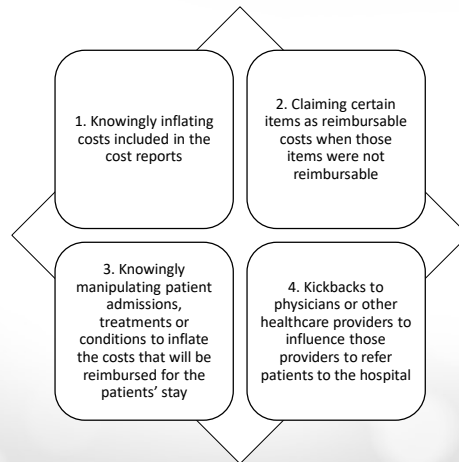 1. Knowingly inflating
costs included in the
cost reports
2. Claiming certain
items as reimbursable
costs when those
items were not
reimbursable
3. Knowingly
manipulating patient
admissions,
treatments or
conditions to inflate
the costs that will be
reimbursed for the
patients’ stay
4. Kickbacks to
physicians or other
healthcare providers to
influence those
providers to refer
patients to the hospital